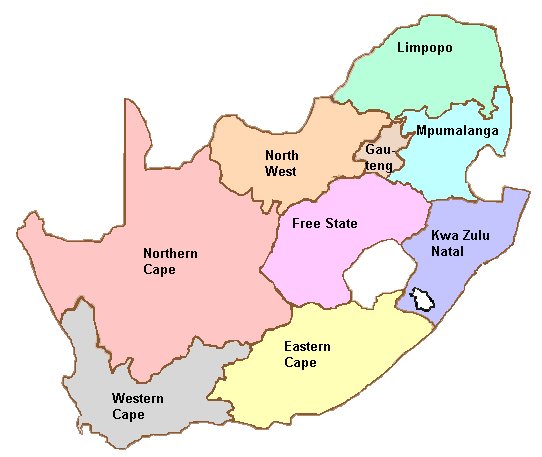 Limpopo
Mpumalanga
Gau-
teng
North
West
Free State
Kwa Zulu
Natal
Northern
Cape
Eastern
Cape
Western
Cape